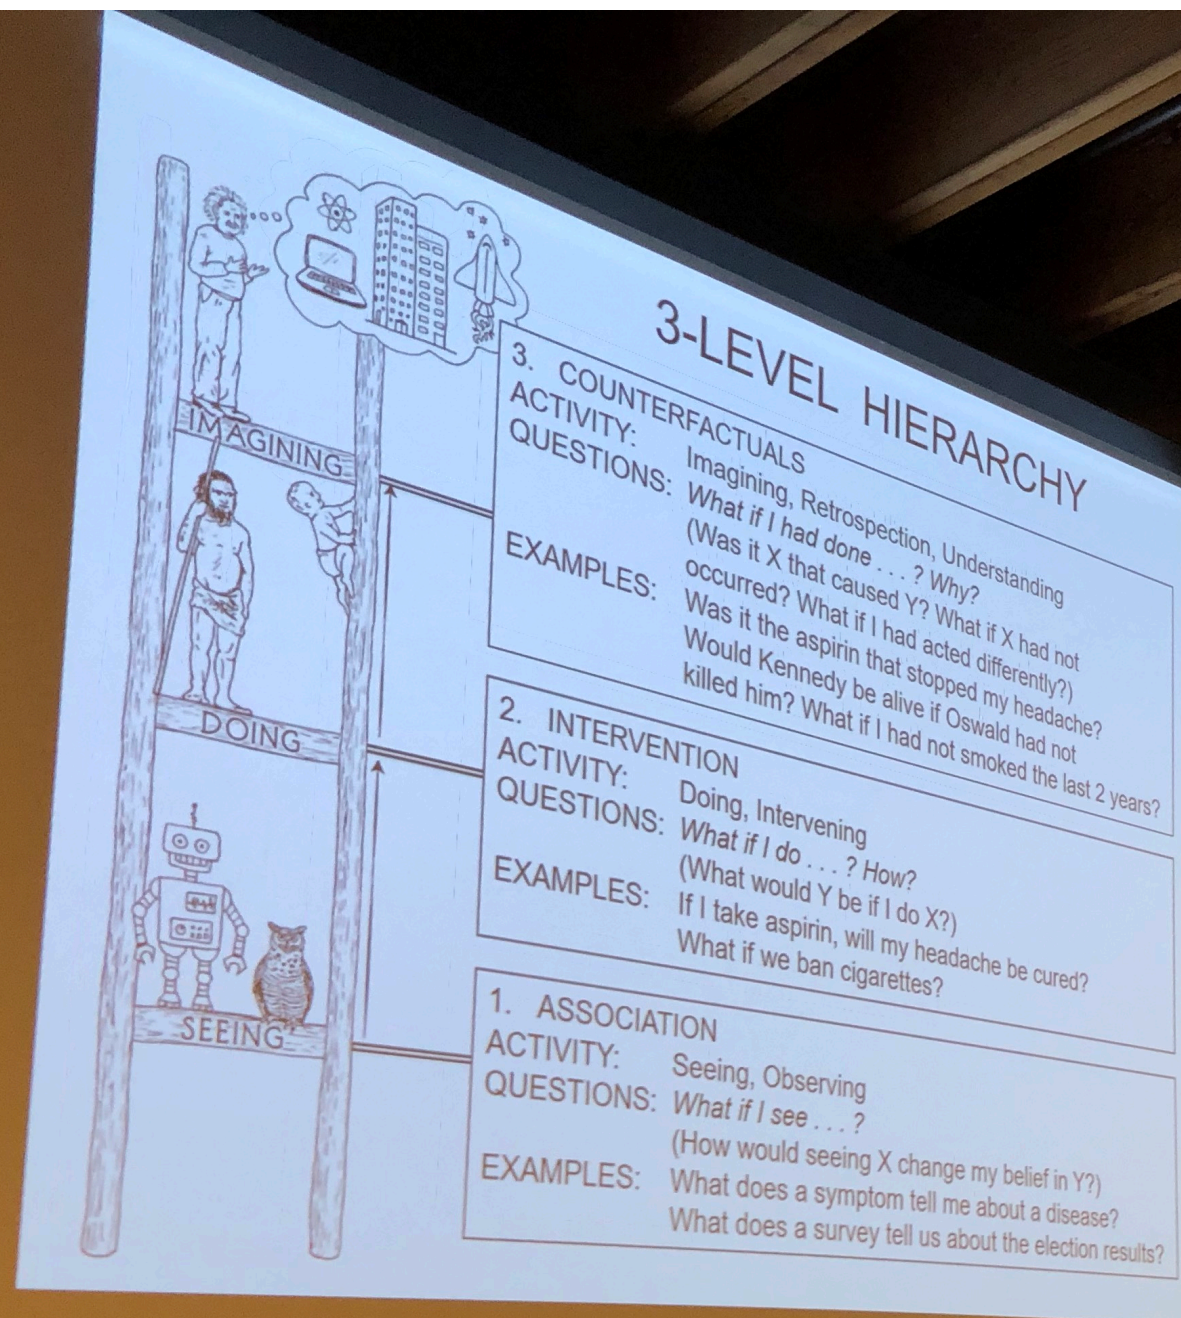 3-LEVEL HIERARCHY
IMAGINING
DOING
SEEING
3. COUNTERFACTUALS
ACTIVITY: Imagining, Retrospection, Understanding
QUESTIONS: What if I had done . . . ? Why?
(Was it X that caused Y? What if X had not
occurred? What if I had acted differently?)
EXAMPLES: Was it the aspirin that stopped my headache?
Would Kennedy be alive if Oswald had not
killed him? What if I had not smoked the last 2 years?
2. INTERVENTION
ACTIVITY: Doing, Intervening
QUESTIONS: What if I do . . . ? How?
(What would Y be if I do X?)
EXAMPLES: If I take aspirin, will my headache be cured?
What if we ban cigarettes?
1. ASSOCIATION
ACTIVITY: Seeing, Observing
QUESTIONS: What if I see . . . ?
(How would seeing X change my belief in Y?)
EXAMPLES: What does a symptom tell me about a disease?
What does a survey tell us about the election results?